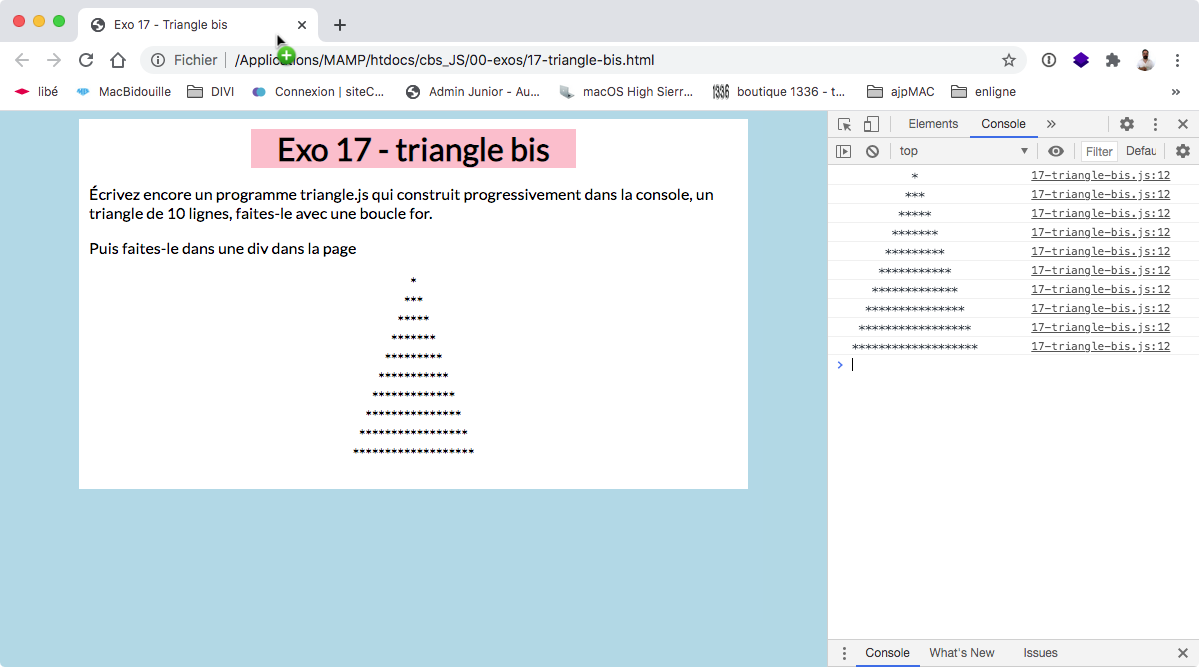 Exo 17 - Triangle bis
Fichier /Applications/MAMP/htdocs/cbs_JS/00-exos/17-triangle-bis.html
libé MacBidouille DIVI Connexion | siteC... Admin Junior - Au... macOS High Sierr... boutique 1336 - t... ajpMAC enligne »
Exo 17 - triangle bis
Écrivez encore un programme triangle.js qui construit progressivement dans la console, un
triangle de 10 lignes, faites-le avec une boucle for.
Puis faites-le dans une div dans la page
*
***
*****
*******
*********
***********
*************
***************
*****************
*******************
Elements Console »
top Filter Defau
* 17-triangle-bis.js:12
*** 17-triangle-bis.js:12
***** 17-triangle-bis.js:12
******* 17-triangle-bis.js:12
********* 17-triangle-bis.js:12
*********** 17-triangle-bis.js:12
************* 17-triangle-bis.js:12
*************** 17-triangle-bis.js:12
***************** 17-triangle-bis.js:12
******************* 17-triangle-bis.js:12
>
Console What's New Issues